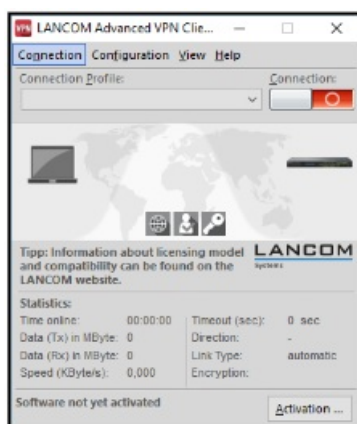 VPN LANCOM Advanced VPN Clie...
Connection Configuration View Help
Connection Profile: Connection:
Tipp: Information about licensing model
and compatibility can be found on the
LANCOM website.
LANCOM
Systems
Statistics:
Time online: 00:00:00 Timeout (sec): 0 sec
Data (Tx) in MByte: 0 Direction: -
Data (Rx) in MByte: 0 Link Type: automatic
Speed (KByte/s): 0,000 Encryption:
Software not yet activated
Activation ...